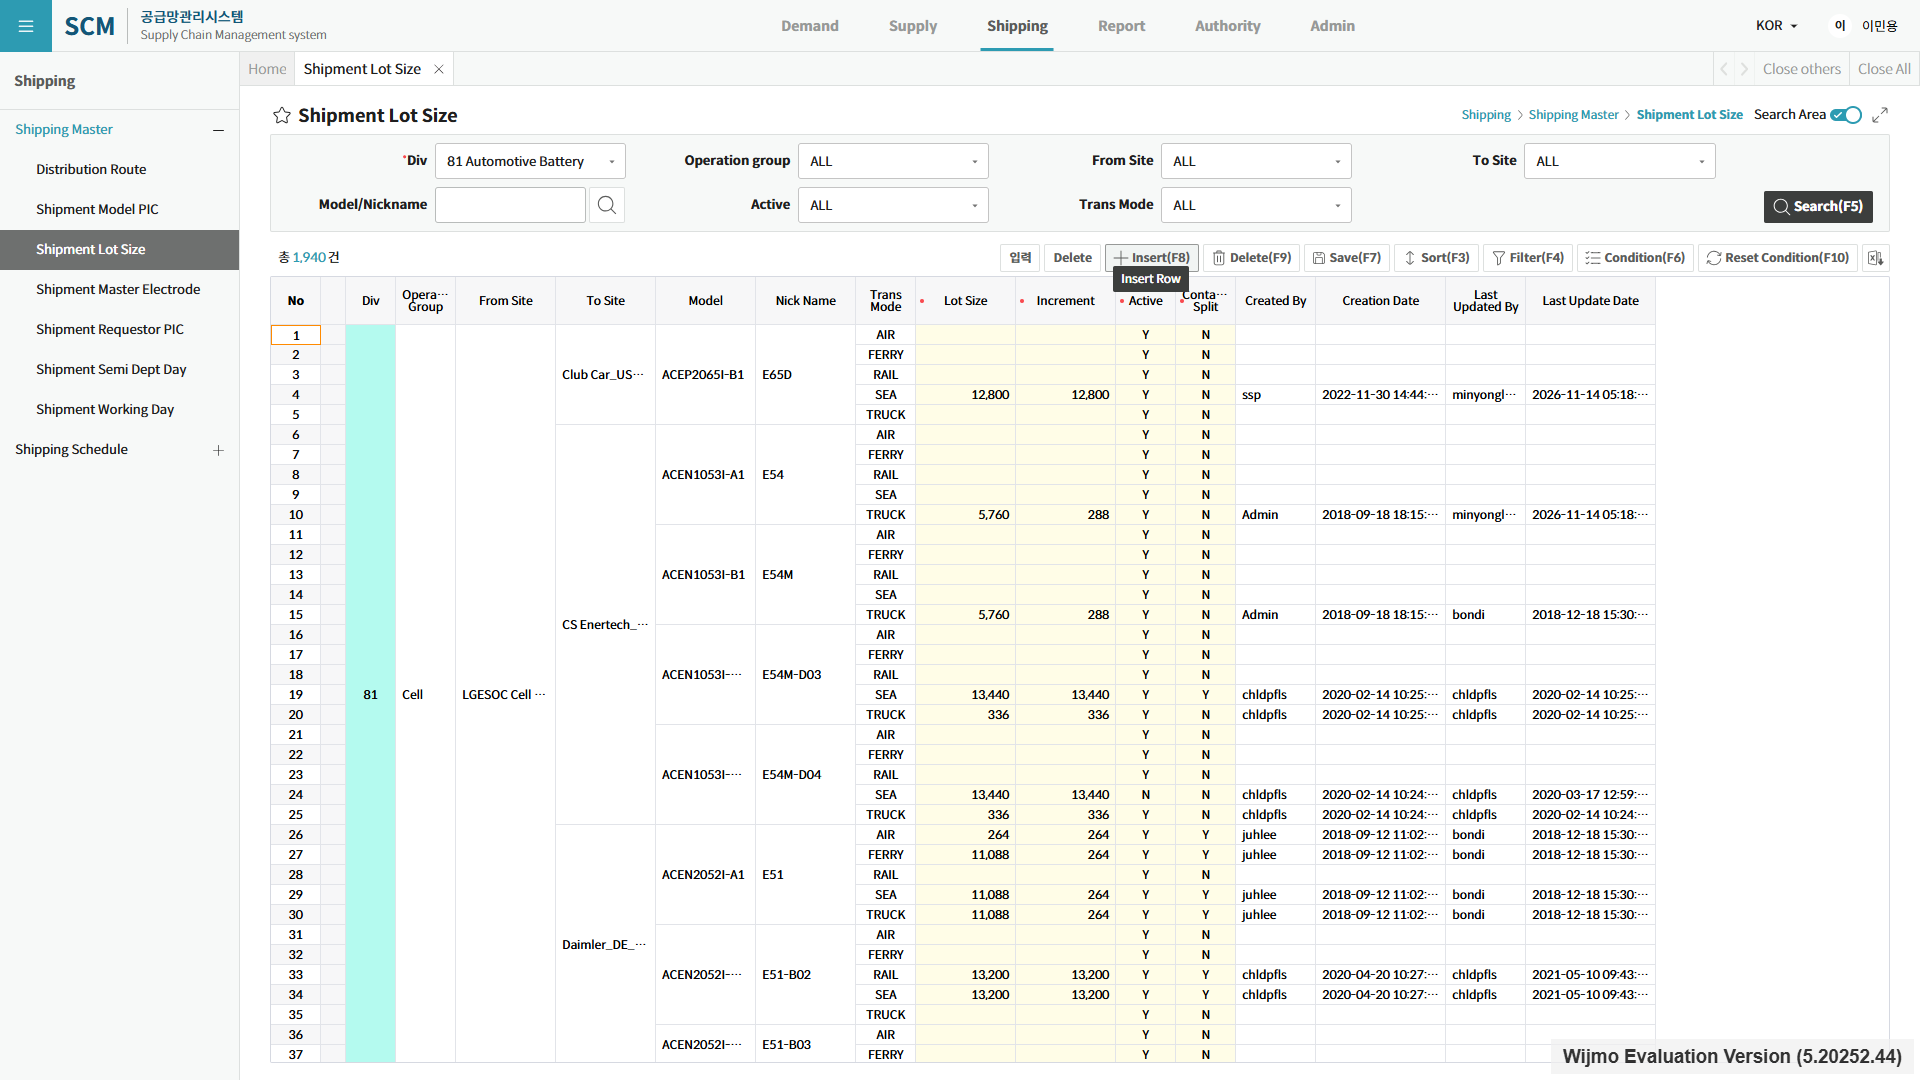 SCM 공급망관리시스템
Supply Chain Management system
Demand Supply Shipping Report Authority Admin
KOR 이 이민용
Shipping
Home Shipment Lot Size
Close others Close All
Shipping Master
Distribution Route
Shipment Model PIC
Shipment Lot Size
Shipment Master Electrode
Shipment Requestor PIC
Shipment Semi Dept Day
Shipment Working Day
Shipping Schedule
Shipment Lot Size
Shipping > Shipping Master > Shipment Lot Size Search Area
*Div 81 Automotive Battery Operation group ALL From Site ALL To Site ALL
Model/Nickname Active ALL Trans Mode ALL Search(F5)
총 1,940 건
입력 Delete Insert(F8) Delete(F9) Save(F7) Sort(F3) Filter(F4) Condition(F6) Reset Condition(F10)
Insert Row
No Div Opera··· Group From Site To Site Model Nick Name Trans Mode Lot Size Increment Active Conta··· Split Created By Creation Date Last Updated By Last Update Date
1 AIR Y N
2 FERRY Y N
3 Club Car_US··· ACEP2065I-B1 E65D RAIL Y N
4 SEA 12,800 12,800 Y N ssp 2022-11-30 14:44:··· minyongl··· 2026-11-14 05:18:···
5 TRUCK Y N
6 AIR Y N
7 FERRY Y N
8 ACEN1053I-A1 E54 RAIL Y N
9 SEA Y N
10 TRUCK 5,760 288 Y N Admin 2018-09-18 18:15:··· minyongl··· 2026-11-14 05:18:···
11 AIR Y N
12 FERRY Y N
13 ACEN1053I-B1 E54M RAIL Y N
14 SEA Y N
15 TRUCK 5,760 288 Y N Admin 2018-09-18 18:15:··· bondi 2018-12-18 15:30:···
CS Enertech_···
16 AIR Y N
17 FERRY Y N
18 ACEN1053I-··· E54M-D03 RAIL Y N
19 81 Cell LGESOC Cell ··· SEA 13,440 13,440 Y Y chldpfls 2020-02-14 10:25:··· chldpfls 2020-02-14 10:25:···
20 TRUCK 336 336 Y N chldpfls 2020-02-14 10:25:··· chldpfls 2020-02-14 10:25:···
21 AIR Y N
22 FERRY Y N
23 ACEN1053I-··· E54M-D04 RAIL Y N
24 SEA 13,440 13,440 N N chldpfls 2020-02-14 10:24:··· chldpfls 2020-03-17 12:59:···
25 TRUCK 336 336 Y N chldpfls 2020-02-14 10:24:··· chldpfls 2020-02-14 10:24:···
26 AIR 264 264 Y Y juhlee 2018-09-12 11:02:··· bondi 2018-12-18 15:30:···
27 FERRY 11,088 264 Y Y juhlee 2018-09-12 11:02:··· bondi 2018-12-18 15:30:···
28 ACEN2052I-A1 E51 RAIL Y N
29 SEA 11,088 264 Y Y juhlee 2018-09-12 11:02:··· bondi 2018-12-18 15:30:···
30 TRUCK 11,088 264 Y Y juhlee 2018-09-12 11:02:··· bondi 2018-12-18 15:30:···
31 AIR Y N
Daimler_DE_···
32 FERRY Y N
33 ACEN2052I-··· E51-B02 RAIL 13,200 13,200 Y Y chldpfls 2020-04-20 10:27:··· chldpfls 2021-05-10 09:43:···
34 SEA 13,200 13,200 Y Y chldpfls 2020-04-20 10:27:··· chldpfls 2021-05-10 09:43:···
35 TRUCK Y N
36 AIR Y N
ACEN2052I-··· E51-B03
37 FERRY Y N
Wijmo Evaluation Version (5.20252.44)